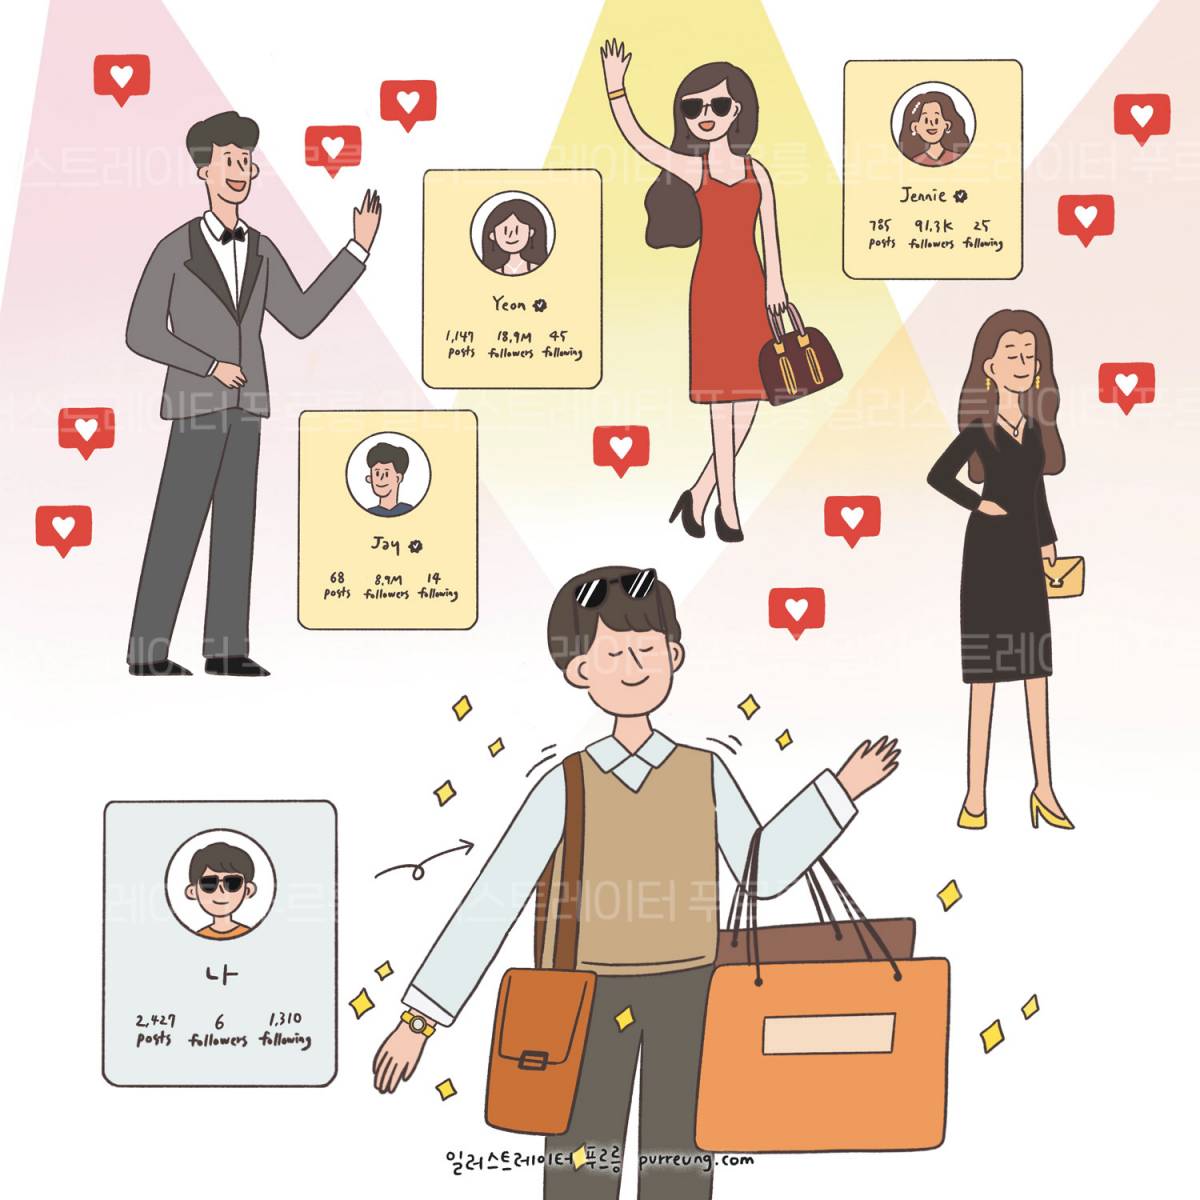 Jennie
785 91.3K 25
posts followers following
Yeon
1,147 18.9M 45
posts followers following
Jay
68 8.9M 14
posts followers following
나
2,427 6 1,310
posts followers following
일러스트레이터 푸르릉 purreung.com